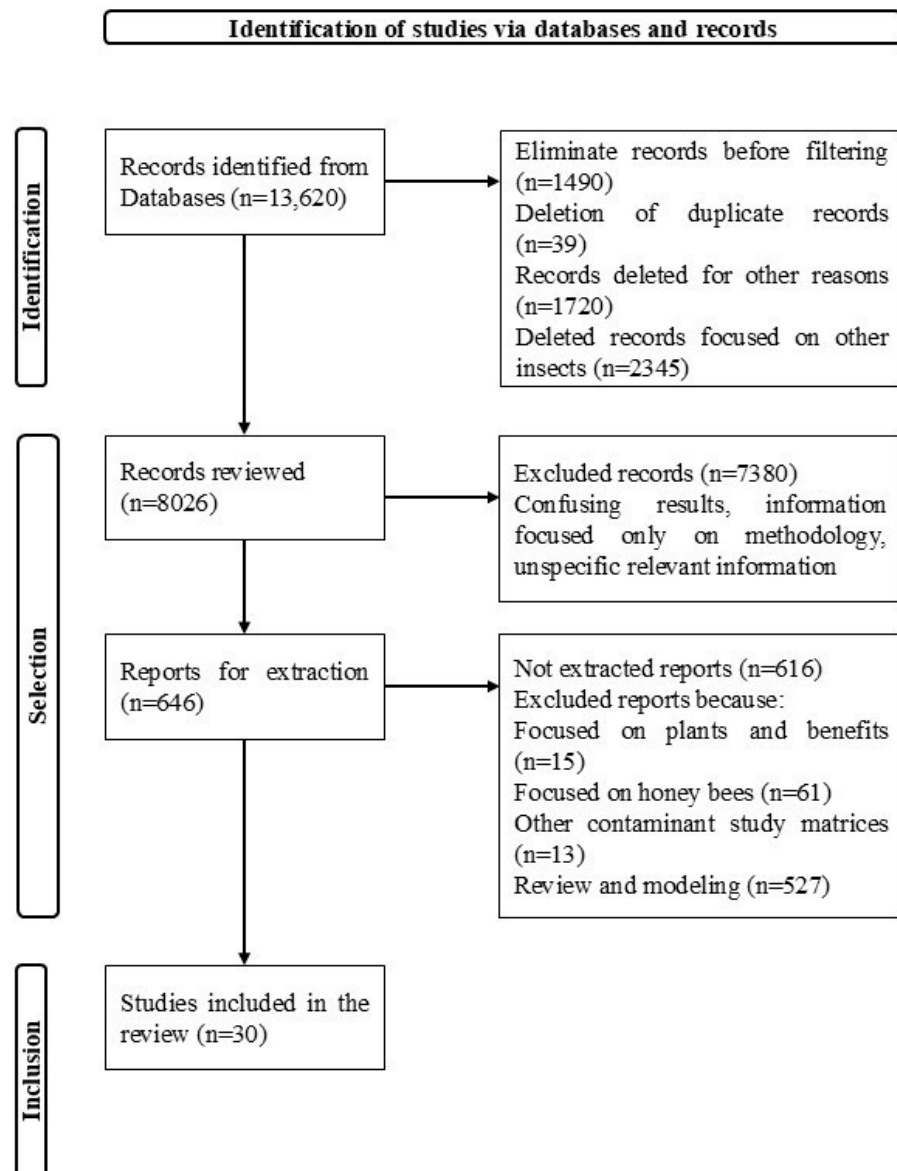 Identification of studies via databases and records
Identification
Records identified from
Databases (n=13,620)
Eliminate records before filtering
(n=1490)
Deletion of duplicate records
(n=39)
Records deleted for other reasons
(n=1720)
Deleted records focused on other
insects (n=2345)
Selection
Records reviewed
(n=8026)
Excluded records (n=7380)
Confusing results, information
focused only on methodology,
unspecific relevant information
Reports for extraction
(n=646)
Not extracted reports (n=616)
Excluded reports because:
Focused on plants and benefits
(n=15)
Focused on honey bees (n=61)
Other contaminant study matrices
(n=13)
Review and modeling (n=527)
Inclusion
Studies included in the
review (n=30)